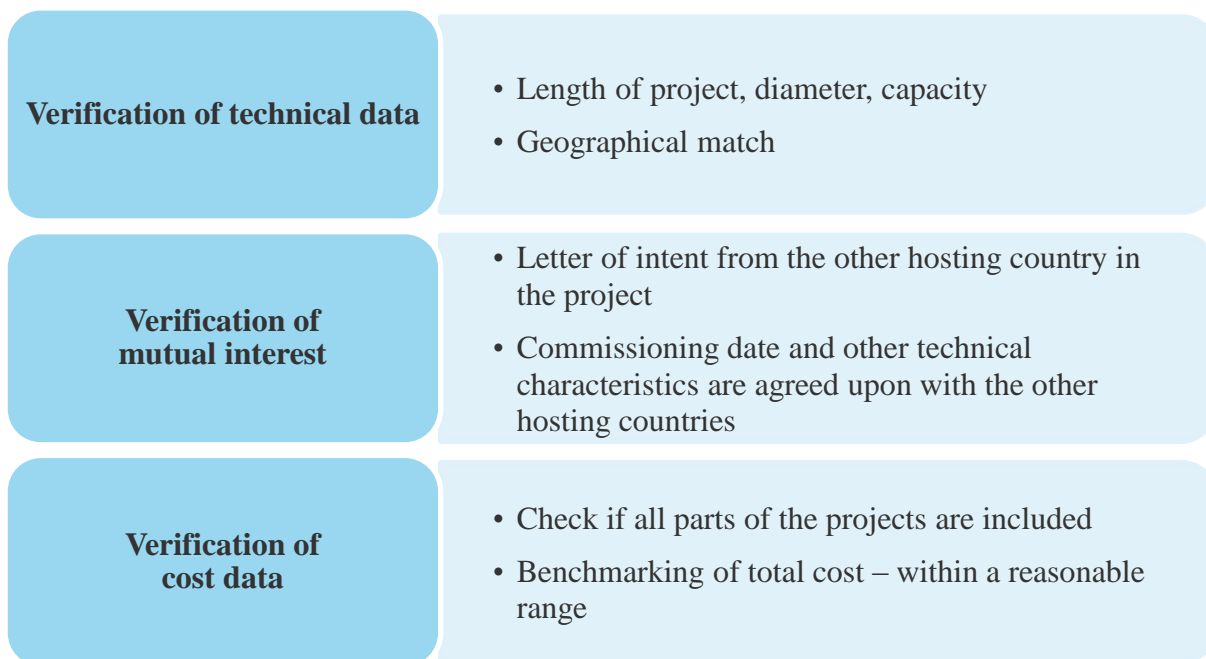 Verification of technical data
• Length of project, diameter, capacity
• Geographical match
Verification of
mutual interest
• Letter of intent from the other hosting country in
the project
• Commissioning date and other technical
characteristics are agreed upon with the other
hosting countries
Verification of
cost data
• Check if all parts of the projects are included
• Benchmarking of total cost – within a reasonable
range